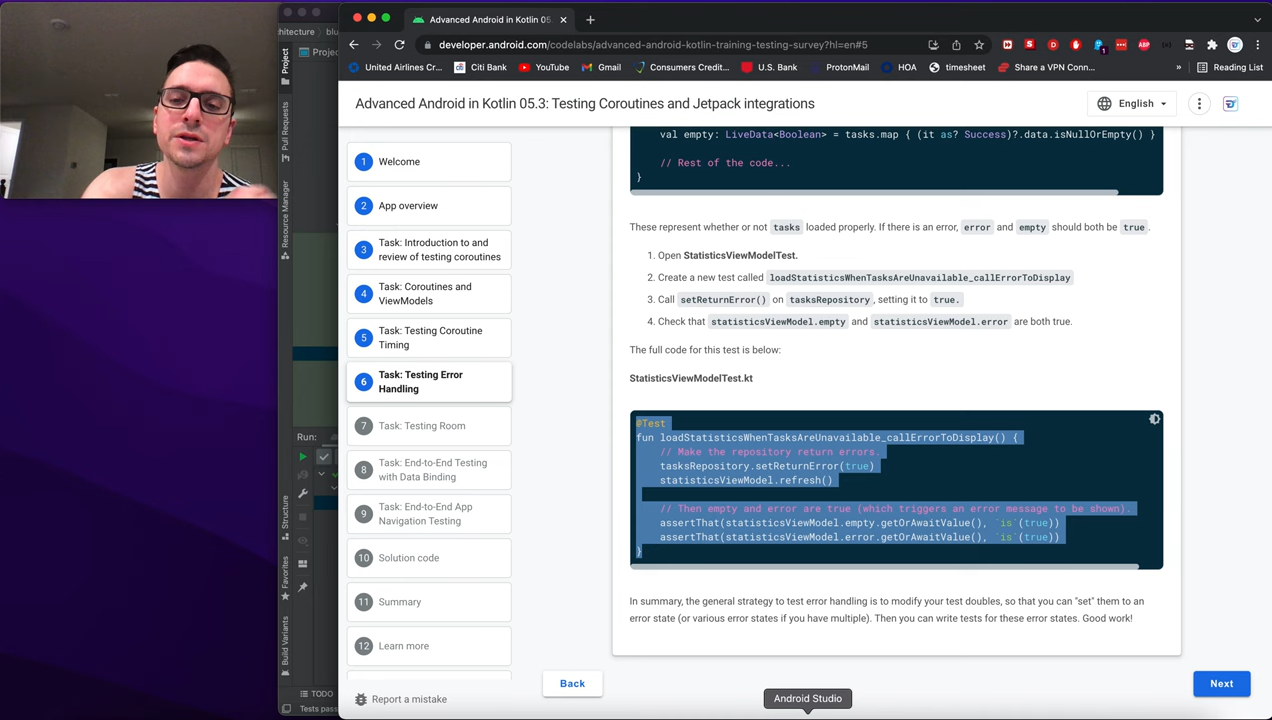 Advanced Android in Kotlin 05.
developer.android.com/codelabs/advanced-android-kotlin-training-testing-survey?hl=en#5
United Airlines Cr...
Citi Bank
YouTube
Gmail
Consumers Credit...
U.S. Bank
ProtonMail
HOA
timesheet
Share a VPN Conn...
»
Reading List
Advanced Android in Kotlin 05.3: Testing Coroutines and Jetpack integrations
English
chitecture
blu
Project
Projec
Pull Requests
Resource Manager
Structure
Favorites
Build Variants
Run:
TODO
Tests pass
1 Welcome
2 App overview
3 Task: Introduction to and
review of testing coroutines
4 Task: Coroutines and
ViewModels
5 Task: Testing Coroutine
Timing
6 Task: Testing Error
Handling
7 Task: Testing Room
8 Task: End-to-End Testing
with Data Binding
9 Task: End-to-End App
Navigation Testing
10 Solution code
11 Summary
12 Learn more
Report a mistake
val empty: LiveData<Boolean> = tasks.map { (it as? Success)?.data.isNullOrEmpty() }
// Rest of the code...
}
These represent whether or not tasks loaded properly. If there is an error, error and empty should both be true.
1. Open StatisticsViewModelTest.
2. Create a new test called loadStatisticsWhenTasksAreUnavailable_callErrorToDisplay
3. Call setReturnError() on tasksRepository, setting it to true.
4. Check that statisticsViewModel.empty and statisticsViewModel.error are both true.
The full code for this test is below:
StatisticsViewModelTest.kt
@Test
fun loadStatisticsWhenTasksAreUnavailable_callErrorToDisplay() {
// Make the repository return errors.
tasksRepository.setReturnError(true)
statisticsViewModel.refresh()
// Then empty and error are true (which triggers an error message to be shown).
assertThat(statisticsViewModel.empty.getOrAwaitValue(), `is`(true))
assertThat(statisticsViewModel.error.getOrAwaitValue(), `is`(true))
}
In summary, the general strategy to test error handling is to modify your test doubles, so that you can "set" them to an
error state (or various error states if you have multiple). Then you can write tests for these error states. Good work!
Back
Next
Android Studio